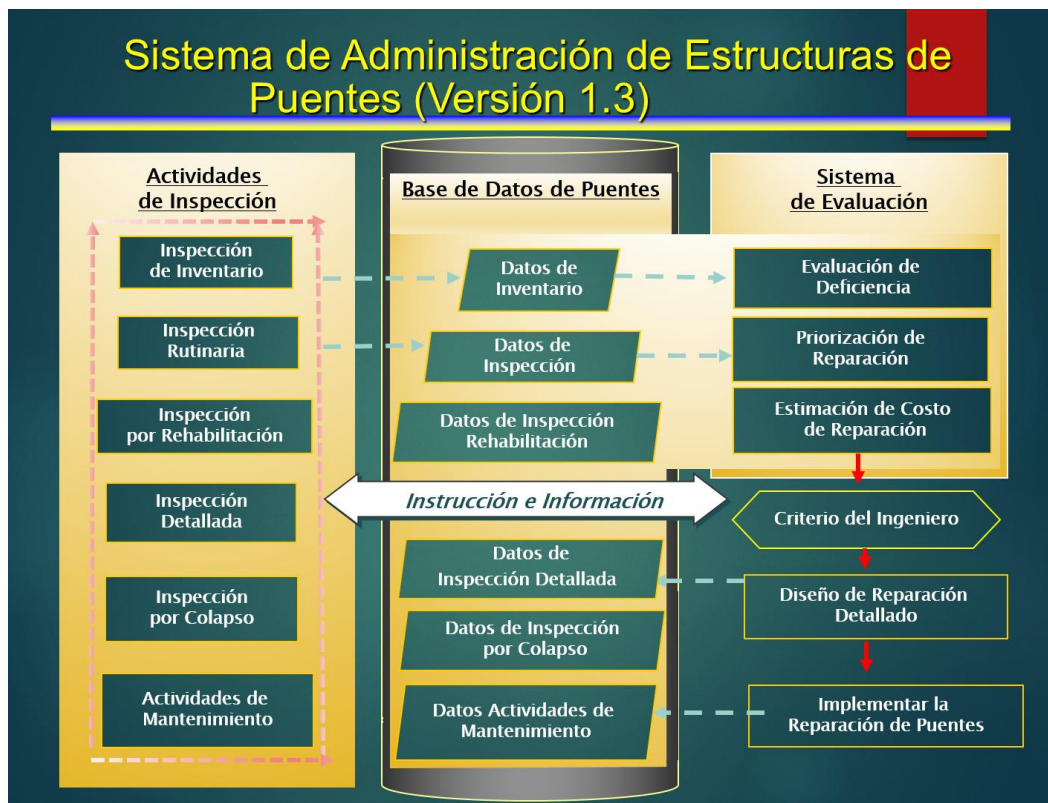 Sistema de Administración de Estructuras de
Puentes (Versión 1.3)
Actividades
de Inspección
Inspección
de Inventario
Inspección
Rutinaria
Inspección
por Rehabilitación
Inspección
Detallada
Inspección
por Colapso
Actividades de
Mantenimiento
Base de Datos de Puentes
Datos de
Inventario
Datos de
Inspección
Datos de Inspección
Rehabilitación
Instrucción e Información
Datos de
Inspección Detallada
Datos de Inspección
por Colapso
Datos Actividades de
Mantenimiento
Sistema
de Evaluación
Evaluación de
Deficiencia
Priorización de
Reparación
Estimación de Costo
de Reparación
Criterio del Ingeniero
Diseño de Reparación
Detallado
Implementar la
Reparación de Puentes